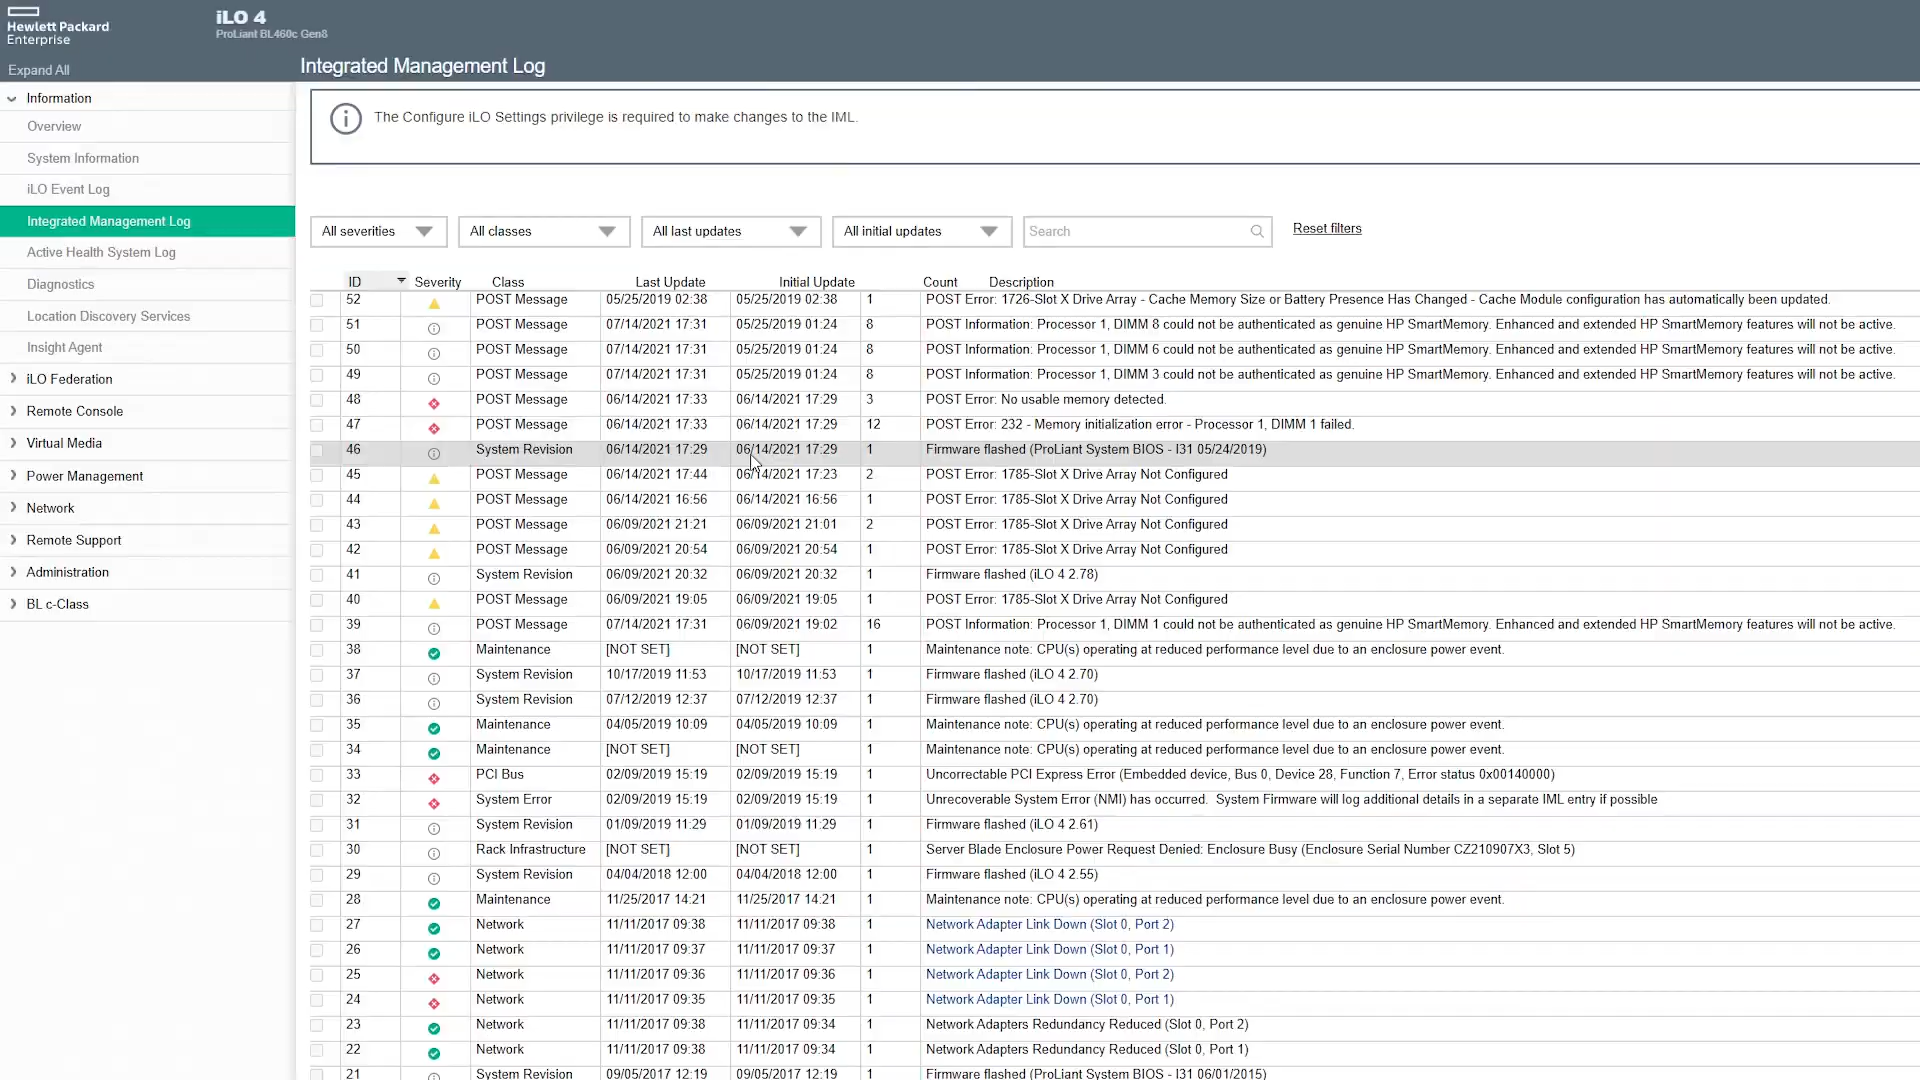 Hewlett Packard
Enterprise
iLO 4
ProLiant BL460c Gen8
Expand All
Integrated Management Log
Information
Overview
System Information
iLO Event Log
Integrated Management Log
Active Health System Log
Diagnostics
Location Discovery Services
Insight Agent
iLO Federation
Remote Console
Virtual Media
Power Management
Network
Remote Support
Administration
BL c-Class
The Configure iLO Settings privilege is required to make changes to the IML.
All severities All classes All last updates All initial updates Search Reset filters
ID Severity Class Last Update Initial Update Count Description
52 POST Message 05/25/2019 02:38 05/25/2019 02:38 1 POST Error: 1726-Slot X Drive Array - Cache Memory Size or Battery Presence Has Changed - Cache Module configuration has automatically been updated.
51 POST Message 07/14/2021 17:31 05/25/2019 01:24 8 POST Information: Processor 1, DIMM 8 could not be authenticated as genuine HP SmartMemory. Enhanced and extended HP SmartMemory features will not be active.
50 POST Message 07/14/2021 17:31 05/25/2019 01:24 8 POST Information: Processor 1, DIMM 6 could not be authenticated as genuine HP SmartMemory. Enhanced and extended HP SmartMemory features will not be active.
49 POST Message 07/14/2021 17:31 05/25/2019 01:24 8 POST Information: Processor 1, DIMM 3 could not be authenticated as genuine HP SmartMemory. Enhanced and extended HP SmartMemory features will not be active.
48 POST Message 06/14/2021 17:33 06/14/2021 17:29 3 POST Error: No usable memory detected.
47 POST Message 06/14/2021 17:33 06/14/2021 17:29 12 POST Error: 232 - Memory initialization error - Processor 1, DIMM 1 failed.
46 System Revision 06/14/2021 17:29 06/14/2021 17:29 1 Firmware flashed (ProLiant System BIOS - I31 05/24/2019)
45 POST Message 06/14/2021 17:44 06/14/2021 17:23 2 POST Error: 1785-Slot X Drive Array Not Configured
44 POST Message 06/14/2021 16:56 06/14/2021 16:56 1 POST Error: 1785-Slot X Drive Array Not Configured
43 POST Message 06/09/2021 21:21 06/09/2021 21:01 2 POST Error: 1785-Slot X Drive Array Not Configured
42 POST Message 06/09/2021 20:54 06/09/2021 20:54 1 POST Error: 1785-Slot X Drive Array Not Configured
41 System Revision 06/09/2021 20:32 06/09/2021 20:32 1 Firmware flashed (iLO 4 2.78)
40 POST Message 06/09/2021 19:05 06/09/2021 19:05 1 POST Error: 1785-Slot X Drive Array Not Configured
39 POST Message 07/14/2021 17:31 06/09/2021 19:02 16 POST Information: Processor 1, DIMM 1 could not be authenticated as genuine HP SmartMemory. Enhanced and extended HP SmartMemory features will not be active.
38 Maintenance [NOT SET] [NOT SET] 1 Maintenance note: CPU(s) operating at reduced performance level due to an enclosure power event.
37 System Revision 10/17/2019 11:53 10/17/2019 11:53 1 Firmware flashed (iLO 4 2.70)
36 System Revision 07/12/2019 12:37 07/12/2019 12:37 1 Firmware flashed (iLO 4 2.70)
35 Maintenance 04/05/2019 10:09 04/05/2019 10:09 1 Maintenance note: CPU(s) operating at reduced performance level due to an enclosure power event.
34 Maintenance [NOT SET] [NOT SET] 1 Maintenance note: CPU(s) operating at reduced performance level due to an enclosure power event.
33 PCI Bus 02/09/2019 15:19 02/09/2019 15:19 1 Uncorrectable PCI Express Error (Embedded device, Bus 0, Device 28, Function 7, Error status 0x00140000)
32 System Error 02/09/2019 15:19 02/09/2019 15:19 1 Unrecoverable System Error (NMI) has occurred. System Firmware will log additional details in a separate IML entry if possible
31 System Revision 01/09/2019 11:29 01/09/2019 11:29 1 Firmware flashed (iLO 4 2.61)
30 Rack Infrastructure [NOT SET] [NOT SET] 1 Server Blade Enclosure Power Request Denied: Enclosure Busy (Enclosure Serial Number CZ210907X3, Slot 5)
29 System Revision 04/04/2018 12:00 04/04/2018 12:00 1 Firmware flashed (iLO 4 2.55)
28 Maintenance 11/25/2017 14:21 11/25/2017 14:21 1 Maintenance note: CPU(s) operating at reduced performance level due to an enclosure power event.
27 Network 11/11/2017 09:38 11/11/2017 09:38 1 Network Adapter Link Down (Slot 0, Port 2)
26 Network 11/11/2017 09:37 11/11/2017 09:37 1 Network Adapter Link Down (Slot 0, Port 1)
25 Network 11/11/2017 09:36 11/11/2017 09:36 1 Network Adapter Link Down (Slot 0, Port 2)
24 Network 11/11/2017 09:35 11/11/2017 09:35 1 Network Adapter Link Down (Slot 0, Port 1)
23 Network 11/11/2017 09:38 11/11/2017 09:34 1 Network Adapters Redundancy Reduced (Slot 0, Port 2)
22 Network 11/11/2017 09:38 11/11/2017 09:34 1 Network Adapters Redundancy Reduced (Slot 0, Port 1)
21 System Revision 09/05/2017 12:19 09/05/2017 12:19 1 Firmware flashed (ProLiant System BIOS - I31 06/01/2015)